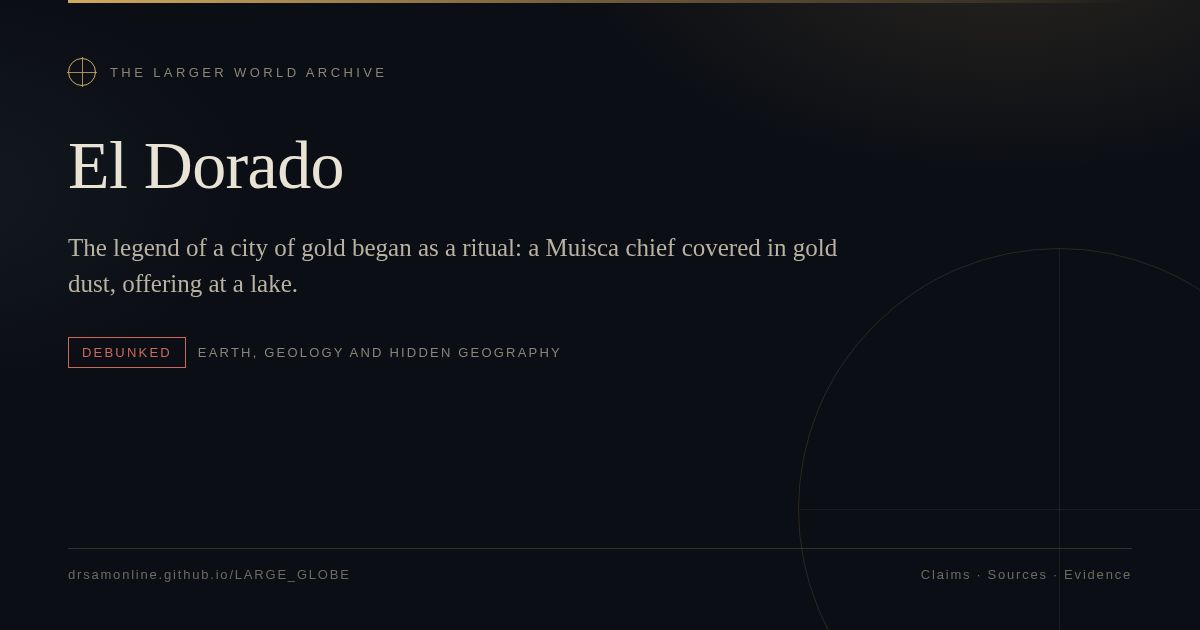 THE LARGER WORLD ARCHIVE
El Dorado
The legend of a city of gold began as a ritual: a Muisca chief covered in gold
dust, offering at a lake.
DEBUNKED EARTH, GEOLOGY AND HIDDEN GEOGRAPHY
drsamonline.github.io/LARGE_GLOBE Claims · Sources · Evidence